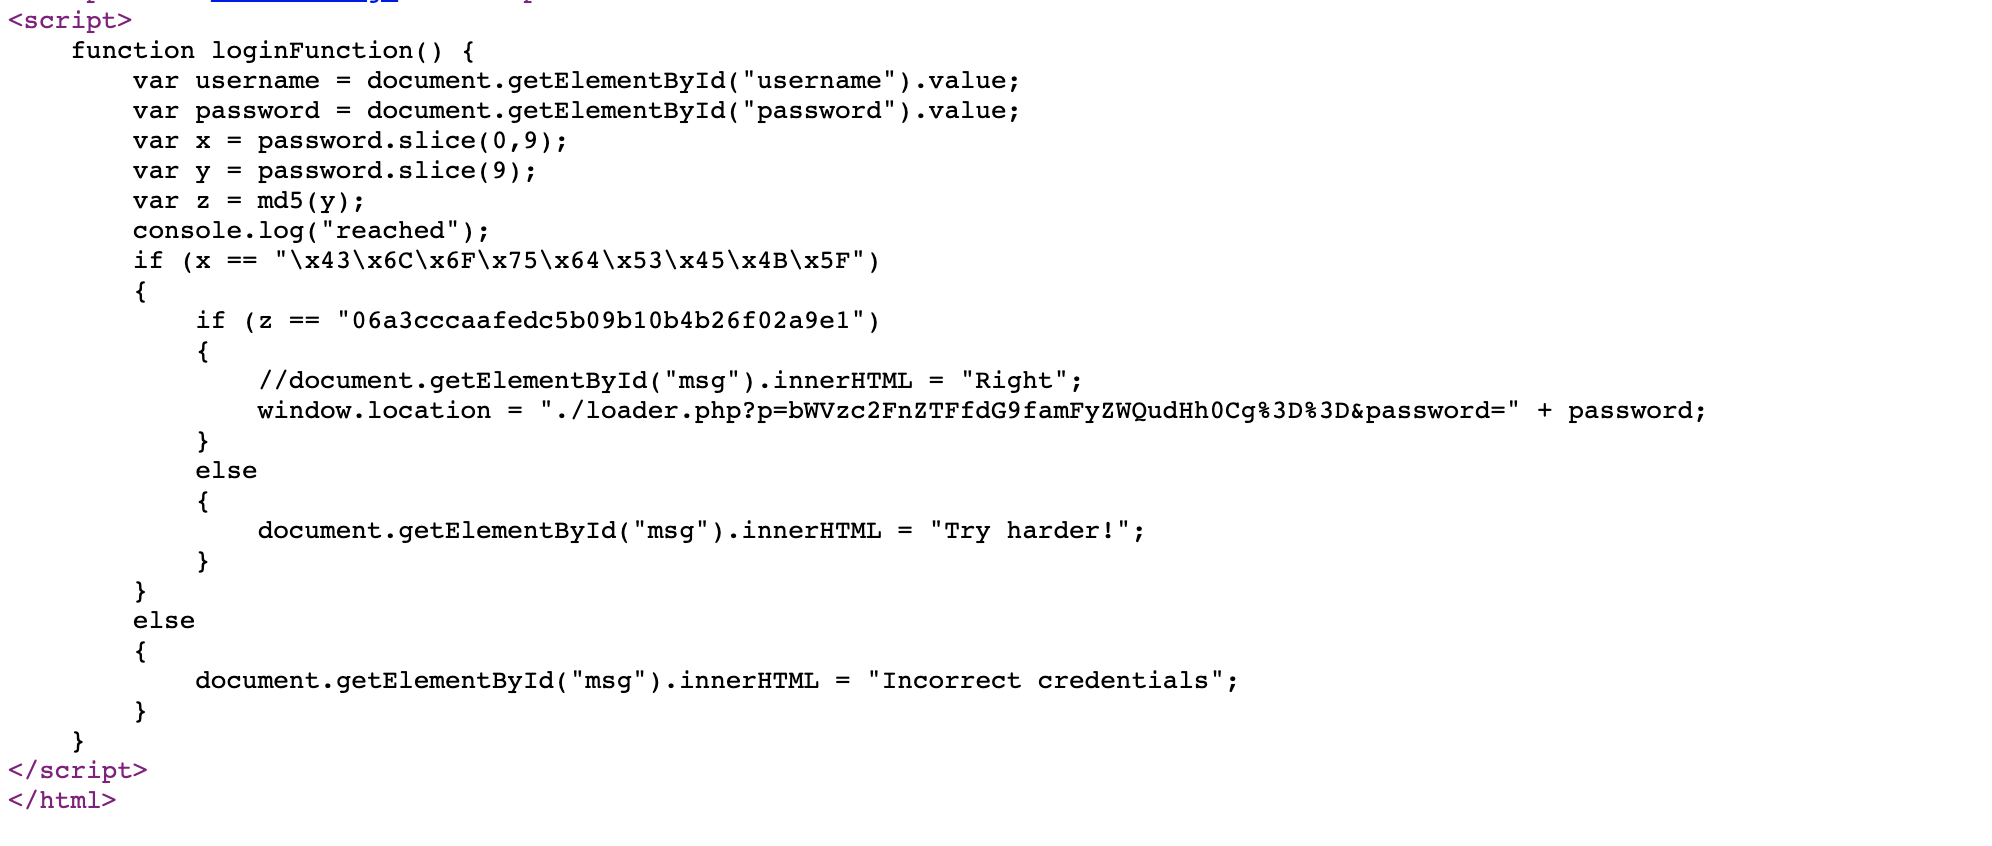 <script>
function loginFunction() {
var username = document.getElementById("username").value;
var password = document.getElementById("password").value;
var x = password.slice(0,9);
var y = password.slice(9);
var z = md5(y);
console.log("reached");
if (x == "\x43\x6C\x6F\x75\x64\x53\x45\x4B\x5F")
{
if (z == "06a3cccaafedc5b09b10b4b26f02a9e1")
{
//document.getElementById("msg").innerHTML = "Right";
window.location = "./loader.php?p=bWVzc2FnZTFfdG9famFyZWQudHh0Cg%3D%3D&password=" + password;
}
else
{
document.getElementById("msg").innerHTML = "Try harder!";
}
}
else
{
document.getElementById("msg").innerHTML = "Incorrect credentials";
}
}
</script>
</html>